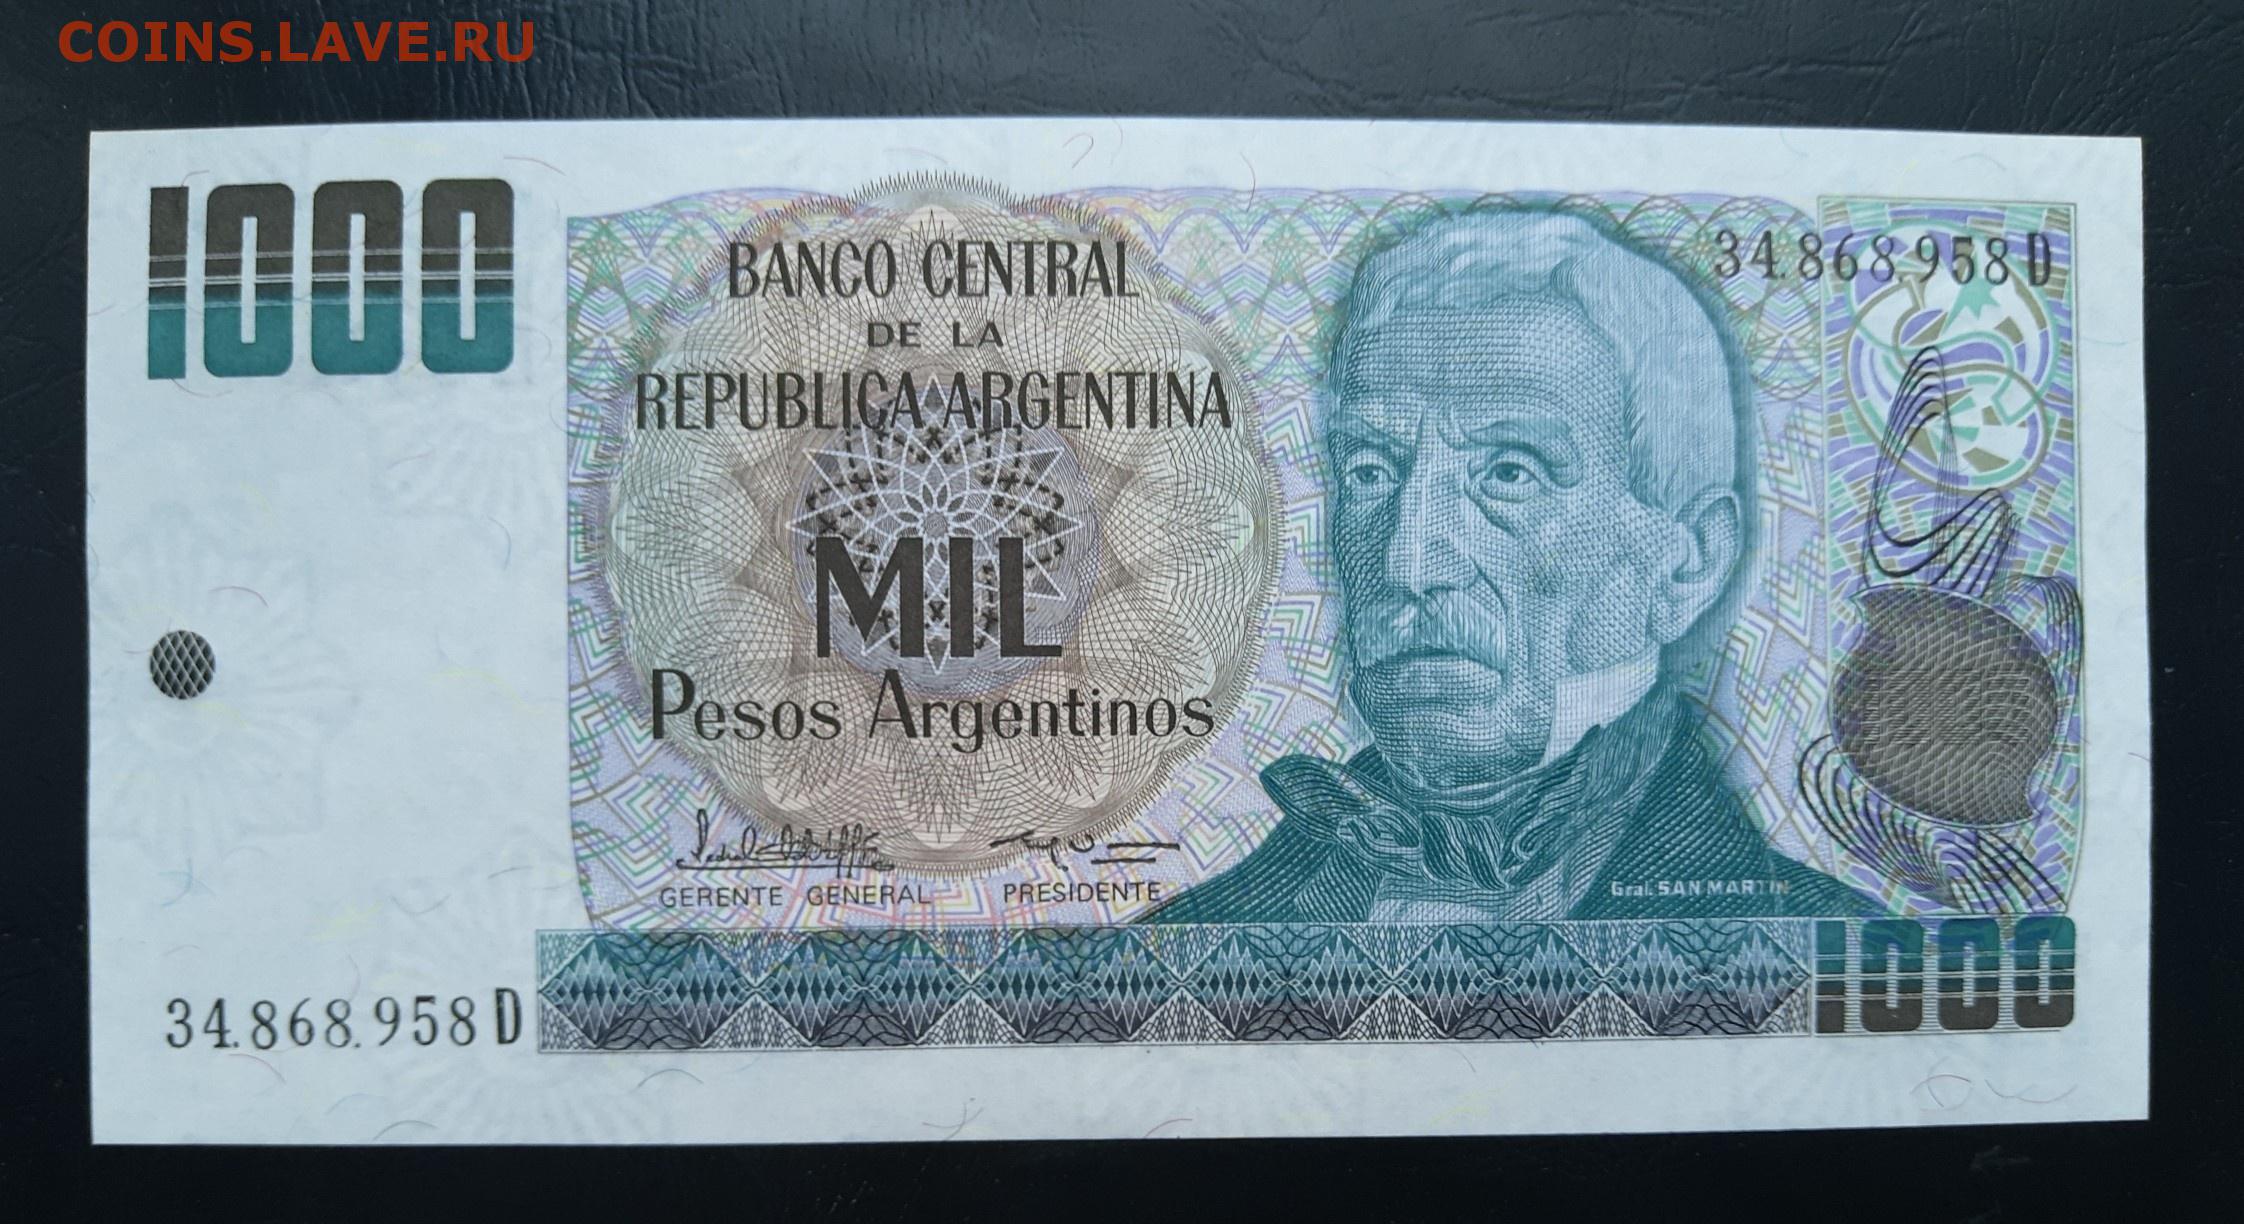 COINS.LAVE.RU
1000
34.868.958 D
BANCO CENTRAL
DE LA
REPUBLICA ARGENTINA
MIL
Pesos Argentinos
GERENTE GENERAL PRESIDENTE
Gral. SAN MARTIN
34.868.958 D
1000